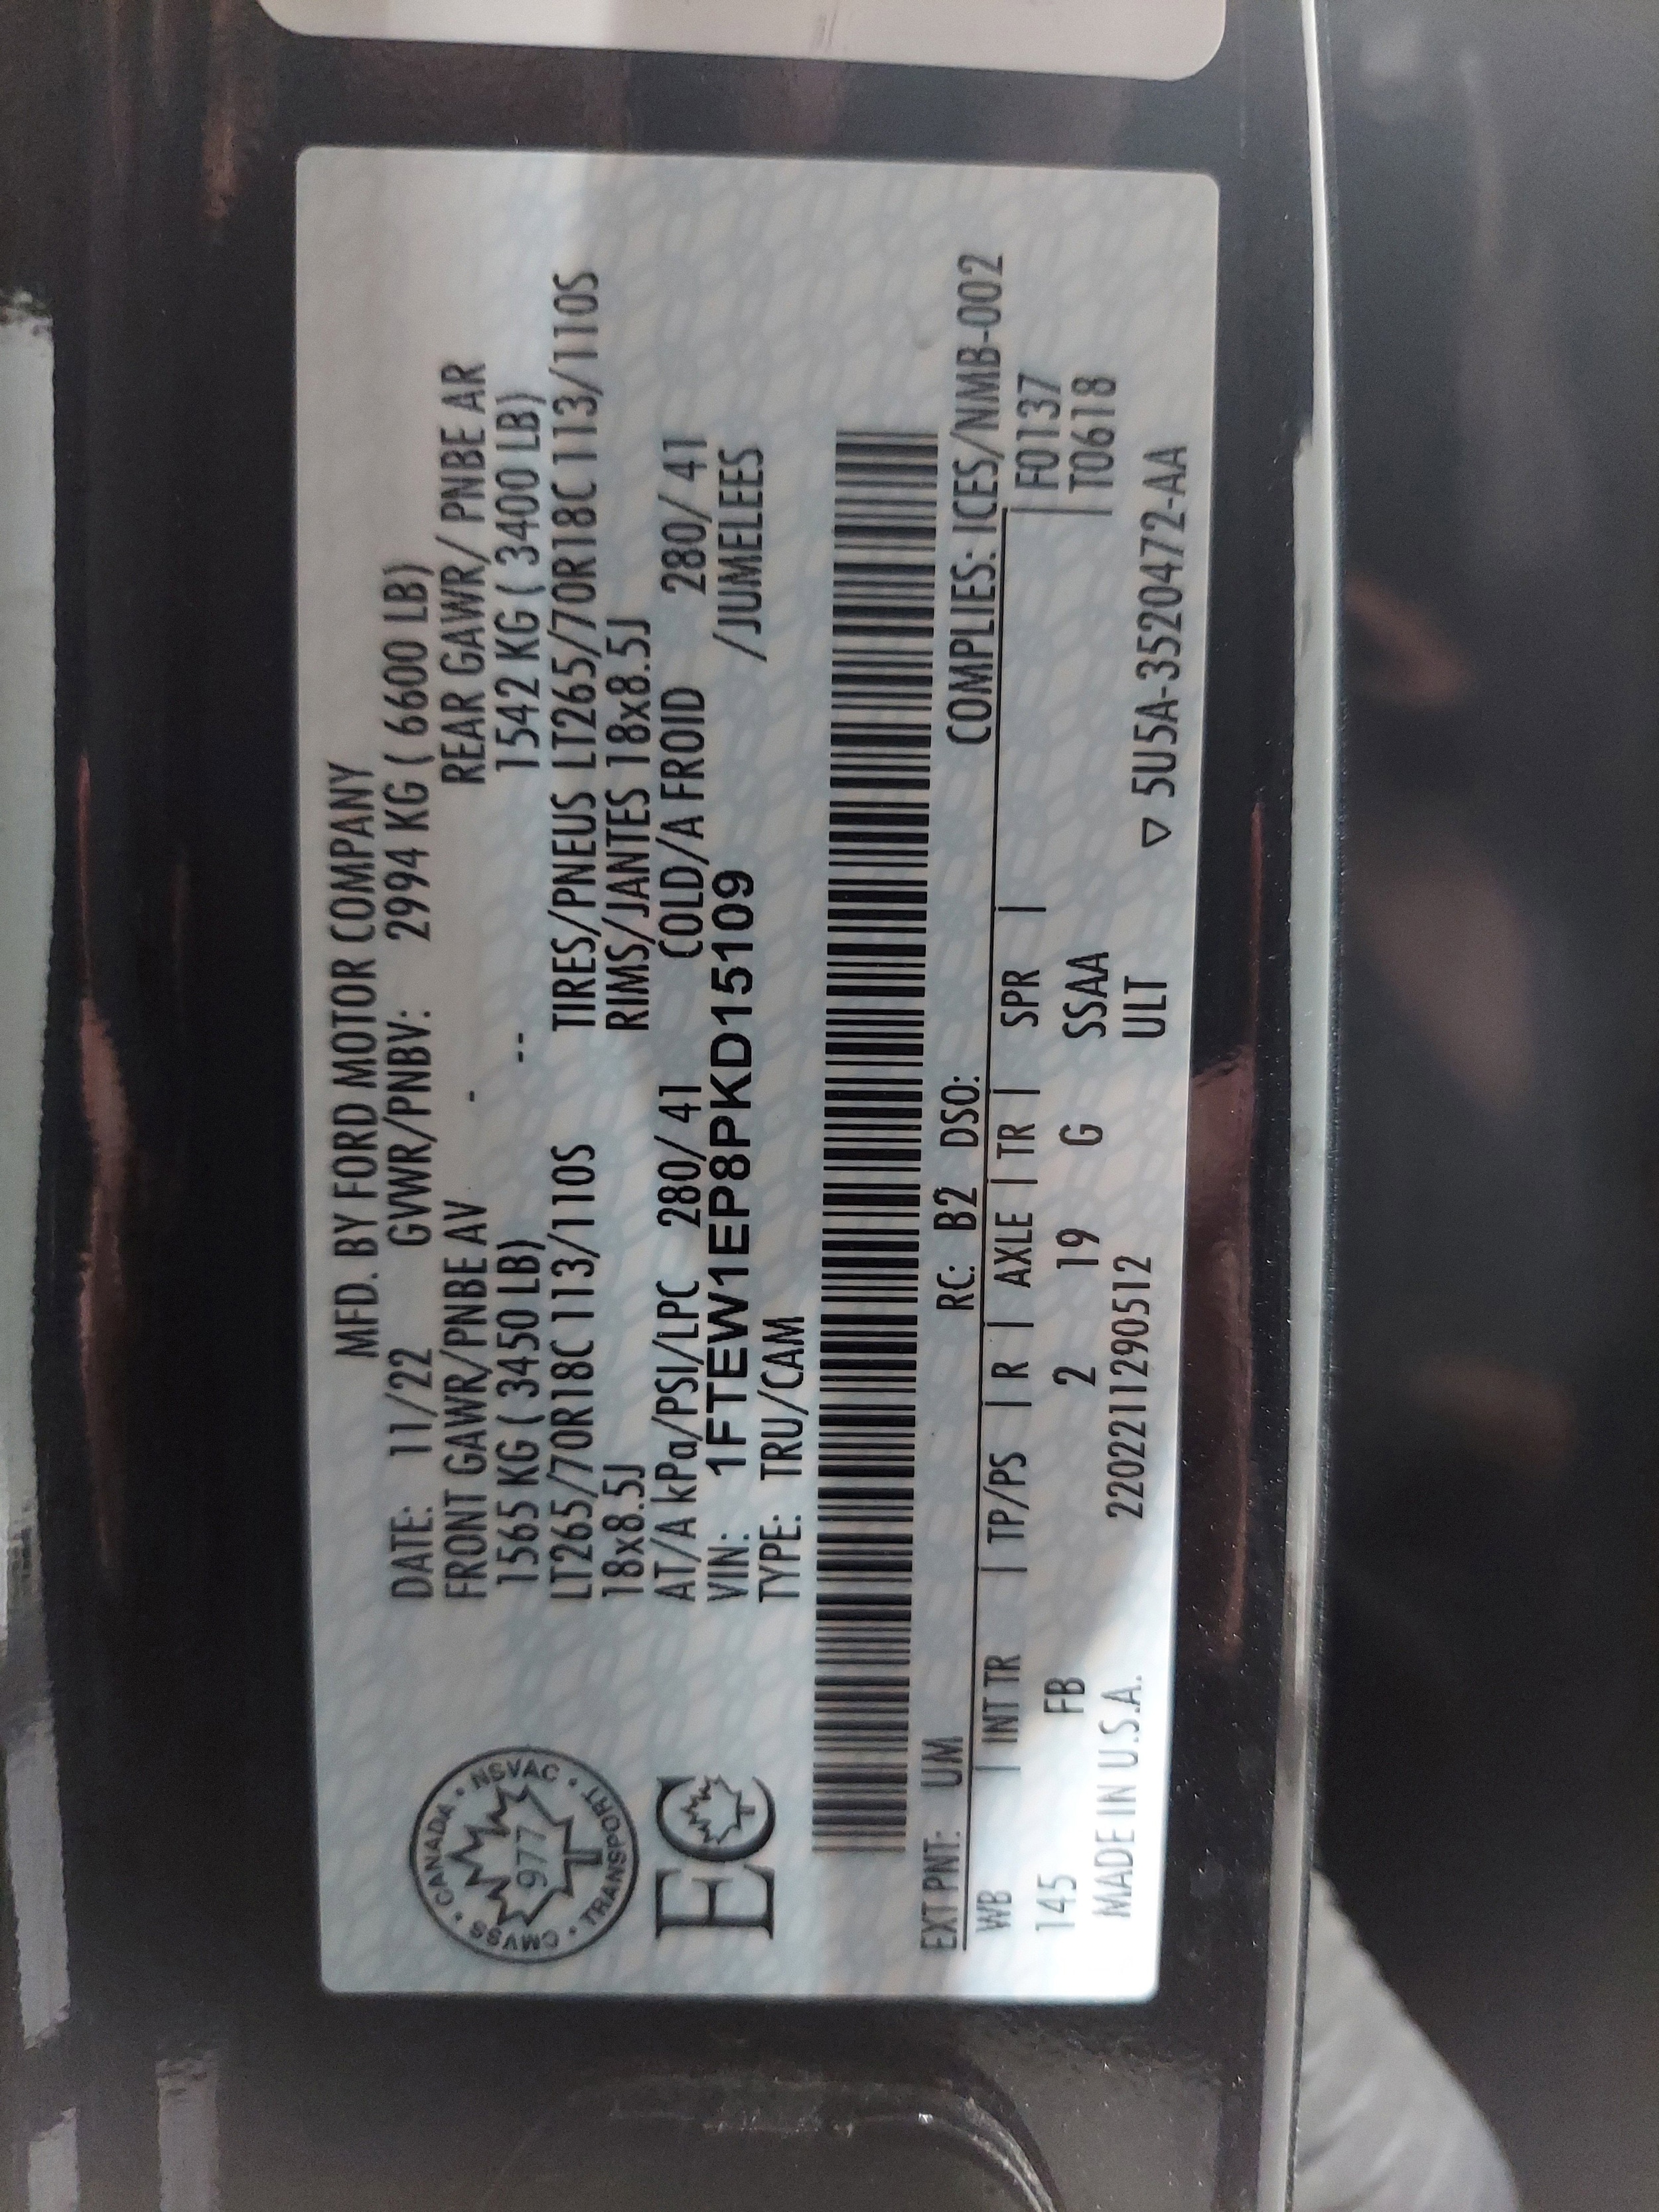 MFD. BY FORD MOTOR COMPANY
DATE: 11/22 GVWR/PNBV: 2994 KG ( 6600 LB)
FRONT GAWR/PNBE AV - REAR GAWR/ PNBE AR
1565 KG ( 3450 LB) -- 1542 KG ( 3400 LB)
LT265/70R18C 113/110S TIRES/PNEUS LT265/70R18C 113/110S
18x8.5J RIMS/JANTES 18x8.5J
AT/A kPa/PSI/LPC 280/ 41 COLD/A FROID 280/ 41
VIN: 1FTEW1EP8PKD15109 /JUMELEES
TYPE: TRU/CAM
CMVSS • CANADA • NSVAC • TRANSPORT •
977
EC
EXT PNT: UM RC: B2 DSO: COMPLIES: ICES/NMB-002
WB | INT TR | TP/PS | R | AXLE | TR | SPR | | F0137
145 FB 2 19 G SSAA | T0618
MADE IN U.S.A. 220221129051​2 ULT ▽ 5U5A-3520472-AA